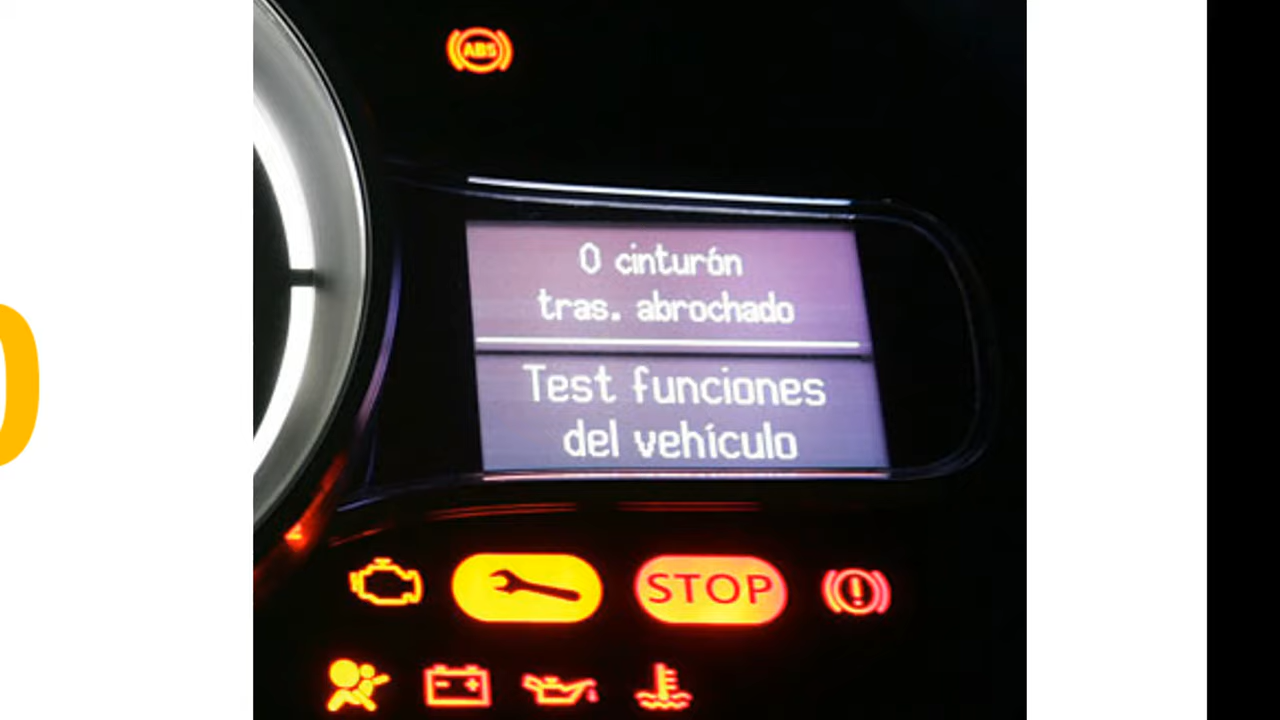 ABS
0 cinturón
tras. abrochado
Test funciones
del vehículo
STOP